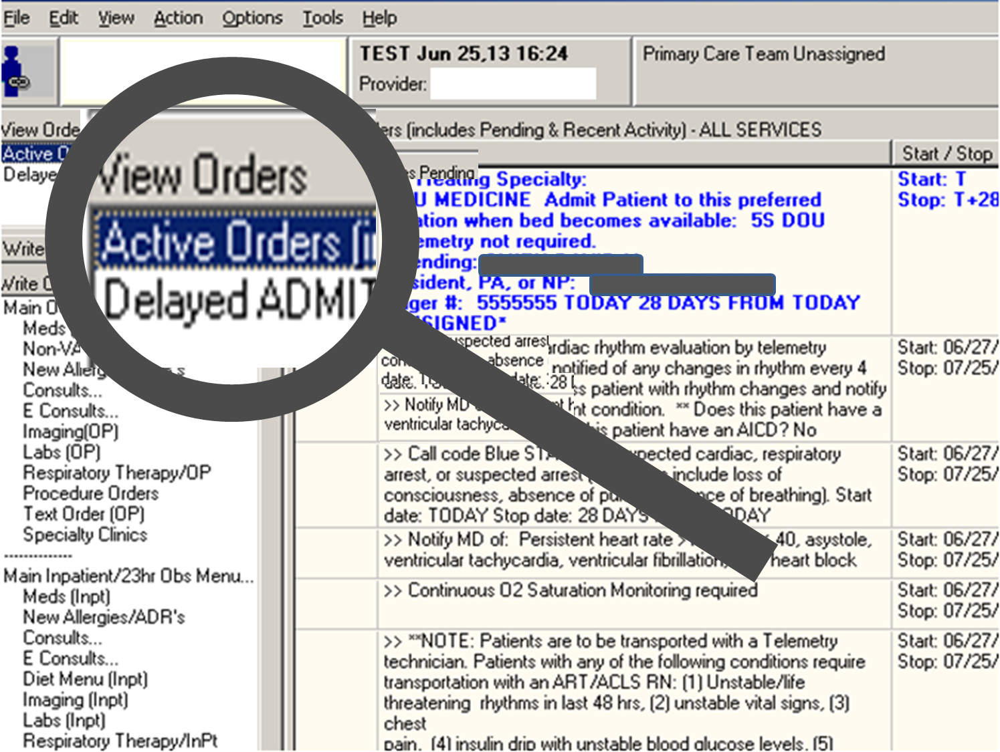 File Edit View Action Options Tools Help
TEST Jun 25,13 16:24
Provider:
Primary Care Team Unassigned
View Orde
Active O
Delaye
View Orders
Active Orders (in
Delayed ADMIT
ers (includes Pending & Recent Activity) - ALL SERVICES
Start / Stop
s Pending
Treating Specialty:
U MEDICINE Admit Patient to this preferred
ation when bed becomes available: 5S DOU
emetry not required.
ending:
sident, PA, or NP:
ger #: 5555555 TODAY 28 DAYS FROM TODAY
SIGNED*
Start: T
Stop: T+28
uspected arrest
absence
date:
date:
28
rdiac rhythm evaluation by telemetry
notified of any changes in rhythm every 4
ss patient with rhythm changes and notify
nt condition. ** Does this patient have a
is patient have an AICD? No
>> Notify MD
ventricular tachyca
Start: 06/27/
Stop: 07/25/
>> Call code Blue STA pected cardiac, respiratory
arrest, or suspected arrest include loss of
consciousness, absence of pu nce of breathing). Start
date: TODAY Stop date: 28 DAYS ODAY
Start: 06/27/
Stop: 07/25/
>> Notify MD of: Persistent heart rate > 40, asystole,
ventricular tachycardia, ventricular fibrillation, heart block
Start: 06/27/
Stop: 07/25/
>> Continuous O2 Saturation Monitoring required
Start: 06/27/
Stop: 07/25/
>> **NOTE: Patients are to be transported with a Telemetry
technician. Patients with any of the following conditions require
transportation with an ART/ACLS RN: (1) Unstable/life
threatening rhythms in last 48 hrs, (2) unstable vital signs, (3)
chest
pain, (4) insulin drip with unstable blood glucose levels, (5)
Start: 06/27/
Stop: 07/25/
Write
Write O
Main O
Meds
Non-VA
New Allerg s
Consults...
E Consults...
Imaging(OP)
Labs (OP)
Respiratory Therapy/OP
Procedure Orders
Text Order (OP)
Specialty Clinics
--------------
Main Inpatient/23hr Obs Menu...
Meds (Inpt)
New Allergies/ADR's
Consults...
E Consults...
Diet Menu (Inpt)
Imaging (Inpt)
Labs (Inpt)
Respiratory Therapy/InPt